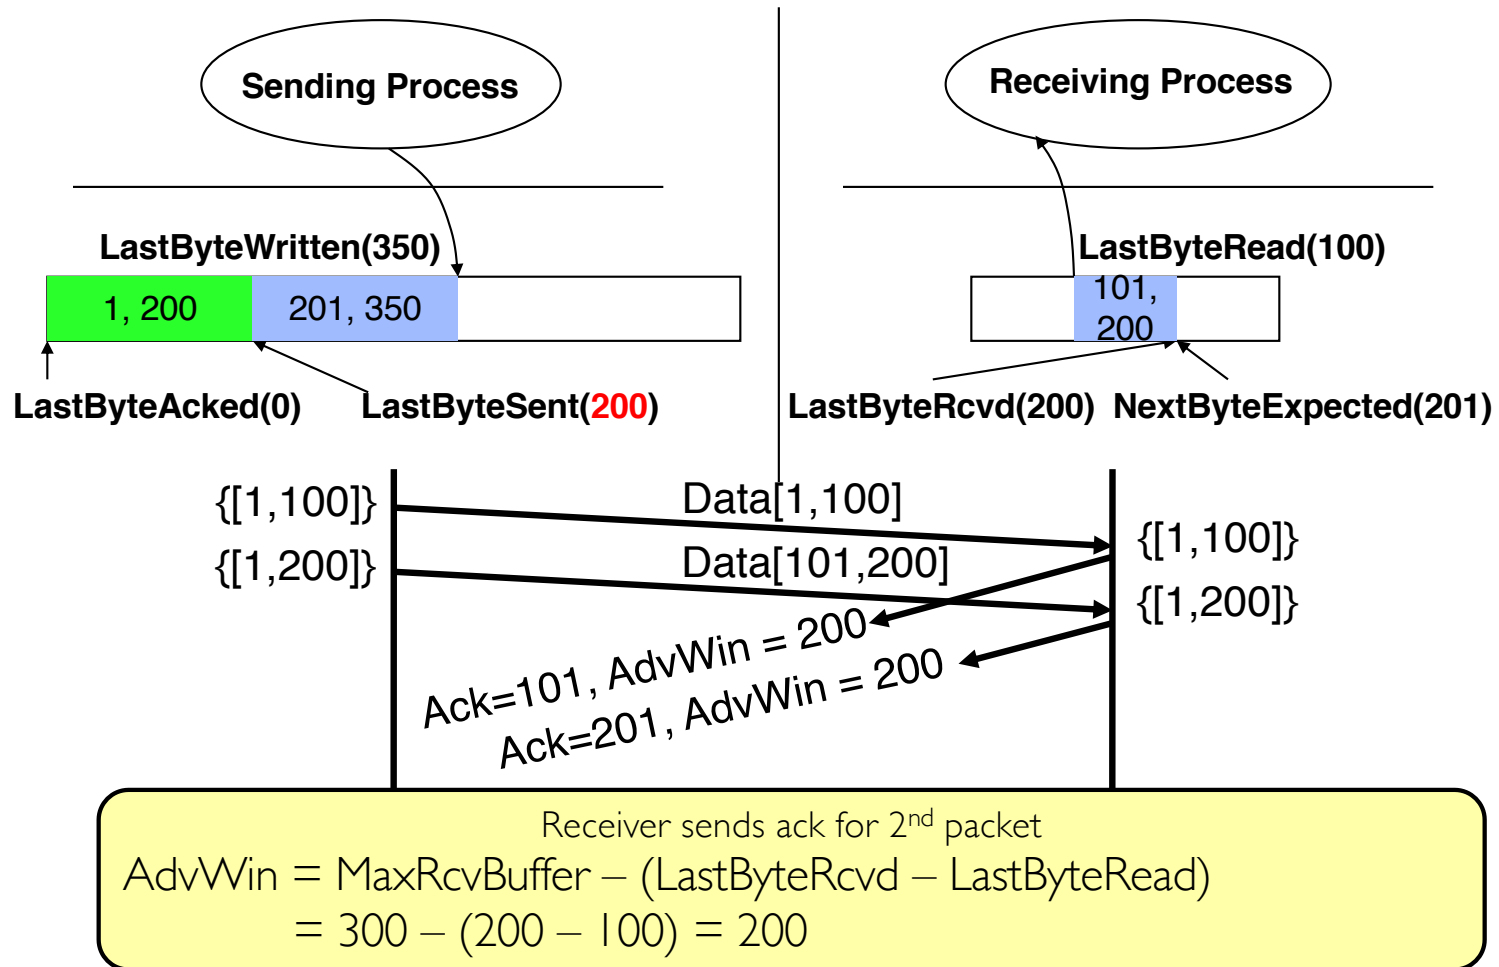 Sending Process
Receiving Process
LastByteWritten(350)
LastByteRead(100)
1, 200
201, 350
101,
200
LastByteAcked(0)
LastByteSent(200)
LastByteRcvd(200)
NextByteExpected(201)
{[1,100]}
Data[1,100]
{[1,100]}
{[1,200]}
Data[101,200]
{[1,200]}
Ack=101, AdvWin = 200
Ack=201, AdvWin = 200
Receiver sends ack for 2nd packet
AdvWin = MaxRcvBuffer – (LastByteRcvd – LastByteRead)
= 300 – (200 – 100) = 200